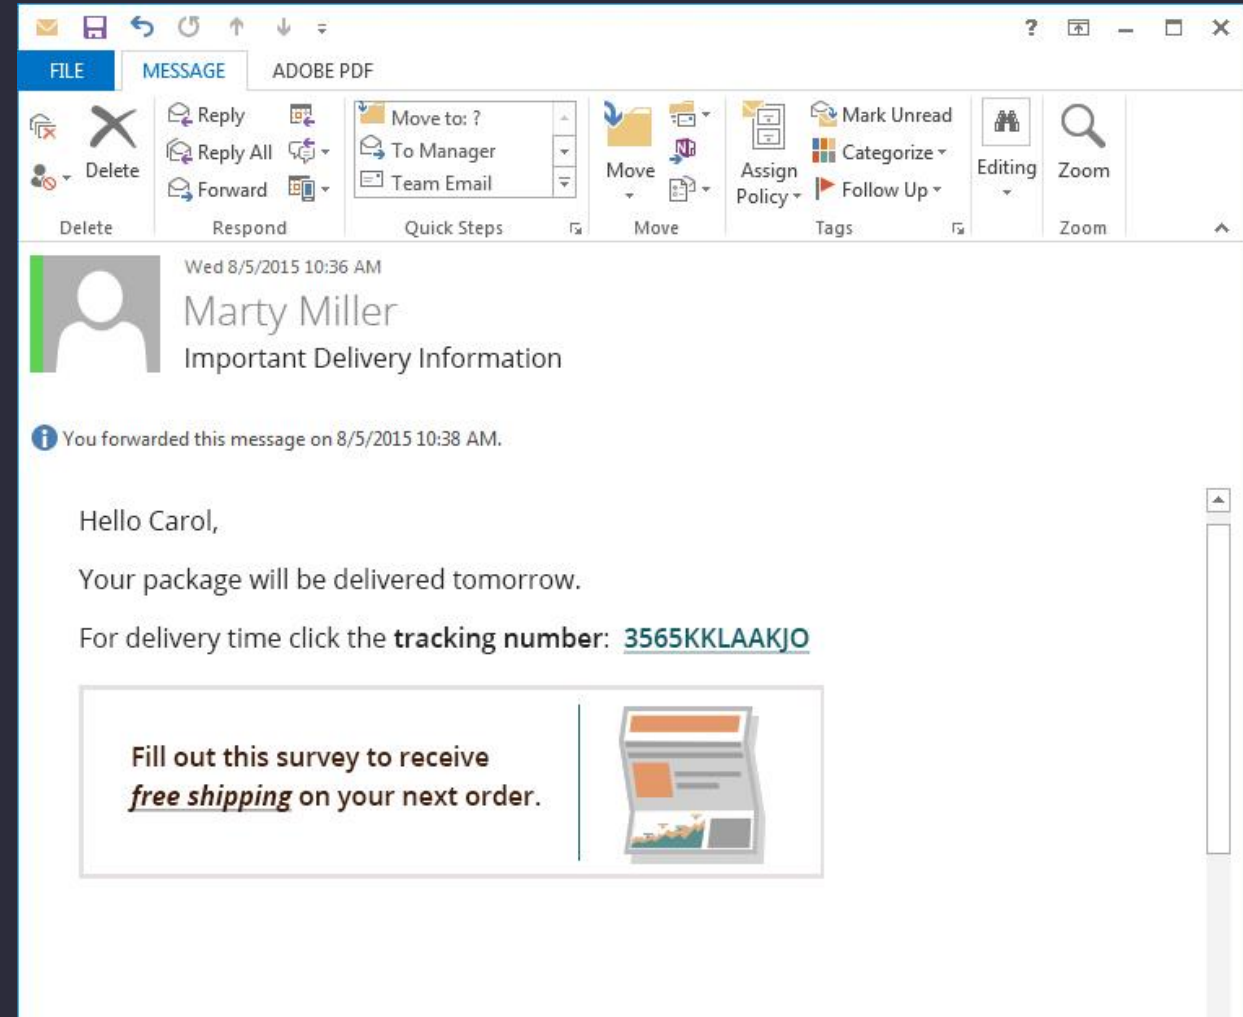 ?
FILE MESSAGE ADOBE PDF
Delete
Delete
Reply
Reply All
Forward
Respond
Move to: ?
To Manager
Team Email
Quick Steps
Move
Move
Assign
Policy
Mark Unread
Categorize
Follow Up
Tags
Editing
Zoom
Zoom
Wed 8/5/2015 10:36 AM
Marty Miller
Important Delivery Information
You forwarded this message on 8/5/2015 10:38 AM.
Hello Carol,
Your package will be delivered tomorrow.
For delivery time click the tracking number: 3565KKLAAKJO
Fill out this survey to receive
free shipping on your next order.